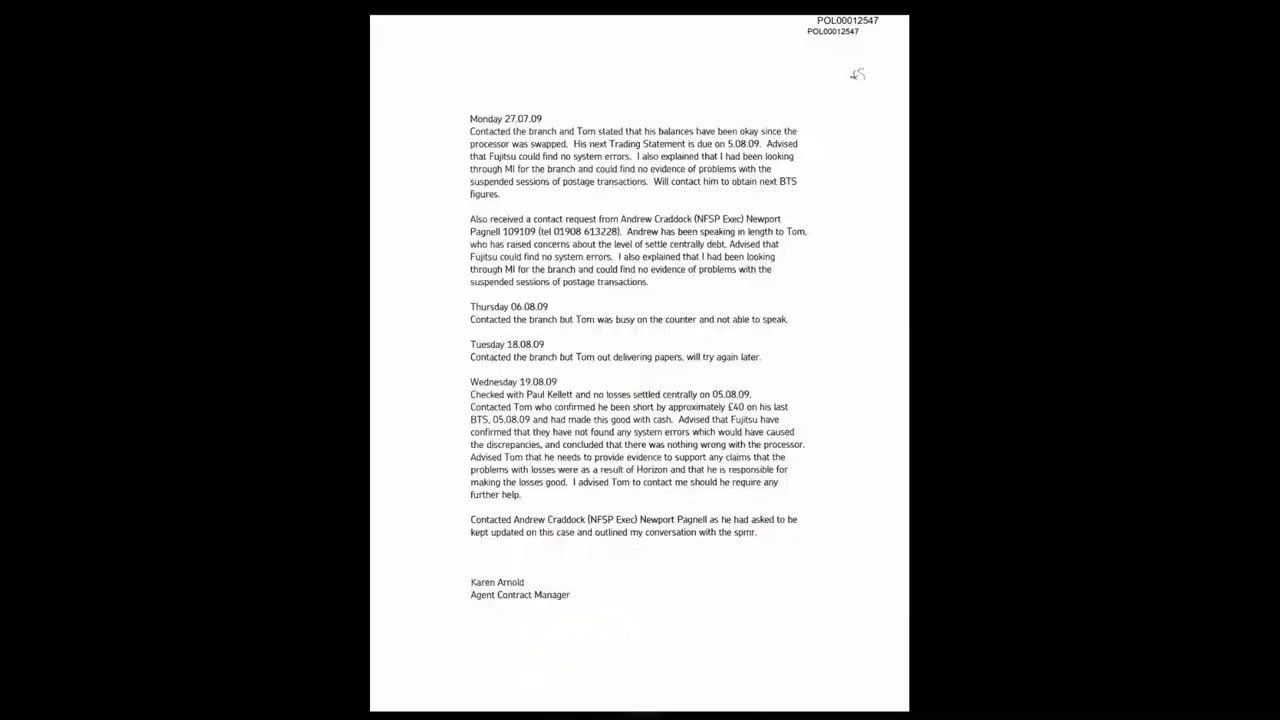 POL00012547
POL00012547
Monday 27.07.09
Contacted the branch and Tom stated that his balances have been okay since the
processor was swapped. His next Trading Statement is due on 5.08.09. Advised
that Fujitsu could find no system errors. I also explained that I had been looking
through MI for the branch and could find no evidence of problems with the
suspended sessions of postage transactions. Will contact him to obtain next BTS
figures.
Also received a contact request from Andrew Craddock (NFSP Exec) Newport
Pagnell 109109 (tel 01908 613228). Andrew has been speaking in length to Tom,
who has raised concerns about the level of settle centrally debt. Advised that
Fujitsu could find no system errors. I also explained that I had been looking
through MI for the branch and could find no evidence of problems with the
suspended sessions of postage transactions.
Thursday 06.08.09
Contacted the branch but Tom was busy on the counter and not able to speak.
Tuesday 18.08.09
Contacted the branch but Tom out delivering papers, will try again later.
Wednesday 19.08.09
Checked with Paul Kellett and no losses settled centrally on 05.08.09.
Contacted Tom who confirmed he been short by approximately £40 on his last
BTS, 05.08.09 and had made this good with cash. Advised that Fujitsu have
confirmed that they have not found any system errors which would have caused
the discrepancies, and concluded that there was nothing wrong with the processor.
Advised Tom that he needs to provide evidence to support any claims that the
problems with losses were as a result of Horizon and that he is responsible for
making the losses good. I advised Tom to contact me should he require any
further help.
Contacted Andrew Craddock (NFSP Exec) Newport Pagnell as he had asked to be
kept updated on this case and outlined my conversation with the spmr.
Karen Arnold
Agent Contract Manager